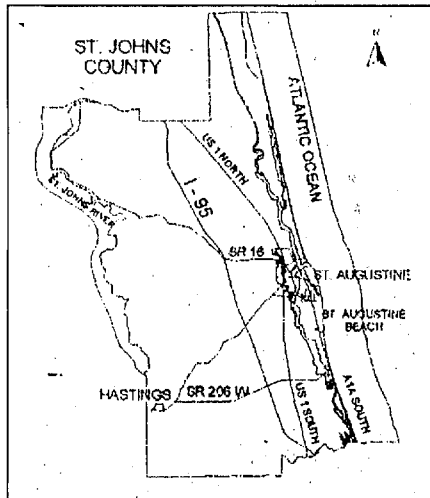 ST. JOHNS
COUNTY
N
ATLANTIC OCEAN
US 1 NORTH
I - 95
ST. JOHNS RIVER
SR 16
ST. AUGUSTINE
ST. AUGUSTINE
BEACH
HASTINGS
SR 206 W
US 1 SOUTH
A1A SOUTH